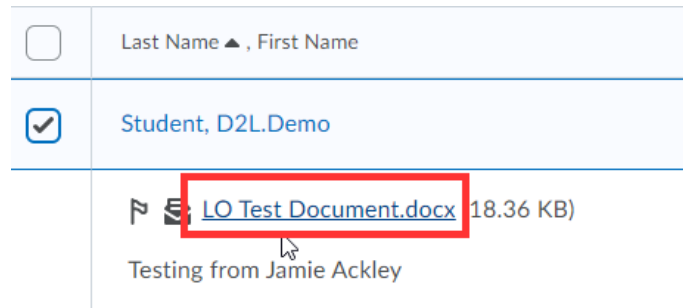 Last Name ▲ , First Name
Student, D2L.Demo
LO Test Document.docx (18.36 KB)
Testing from Jamie Ackley